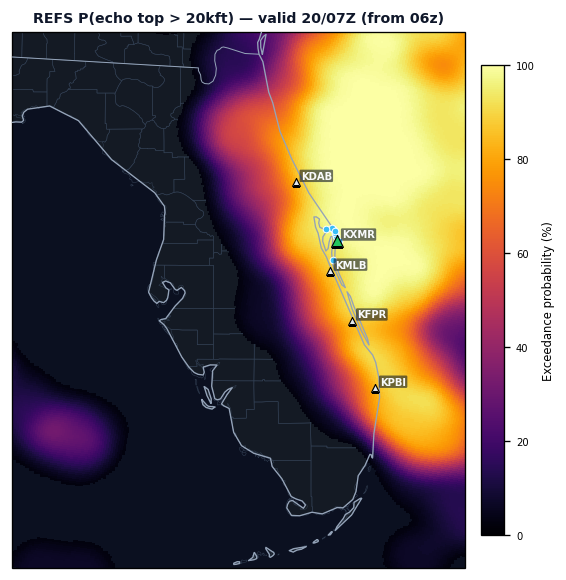 REFS P(echo top > 20kft) — valid 20/07Z (from 06z)
100
80
60
40
20
0
Exceedance probability (%)
KDAB
KXMR
KMLB
KFPR
KPBI